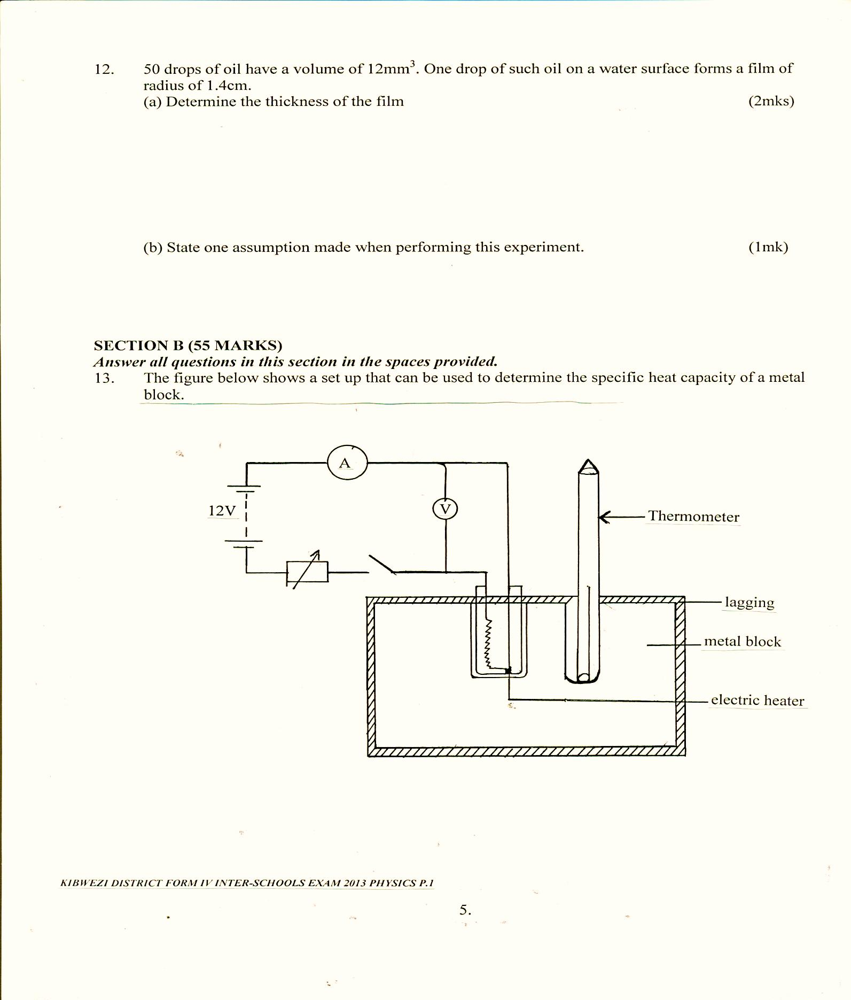 12. 50 drops of oil have a volume of 12mm³. One drop of such oil on a water surface forms a film of
radius of 1.4cm.
(a) Determine the thickness of the film (2mks)
(b) State one assumption made when performing this experiment. (1mk)
SECTION B (55 MARKS)
Answer all questions in this section in the spaces provided.
13. The figure below shows a set up that can be used to determine the specific heat capacity of a metal
block.
A
12V
V
Thermometer
lagging
metal block
electric heater
KIBWEZI DISTRICT FORM IV INTER-SCHOOLS EXAM 2013 PHYSICS P.1
5.